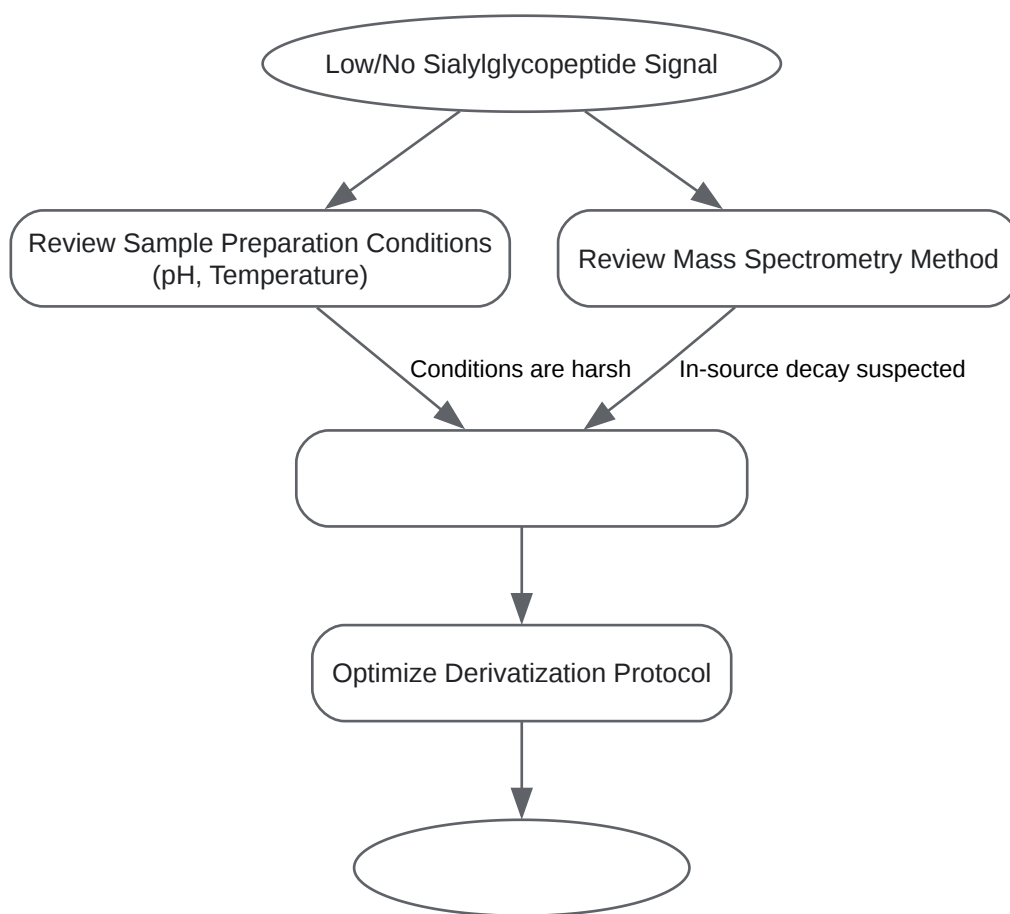 Low/No Sialylglycopeptide Signal
Review Sample Preparation Conditions
(pH, Temperature)
Review Mass Spectrometry Method
Conditions are harsh
In-source decay suspected
Optimize Derivatization Protocol